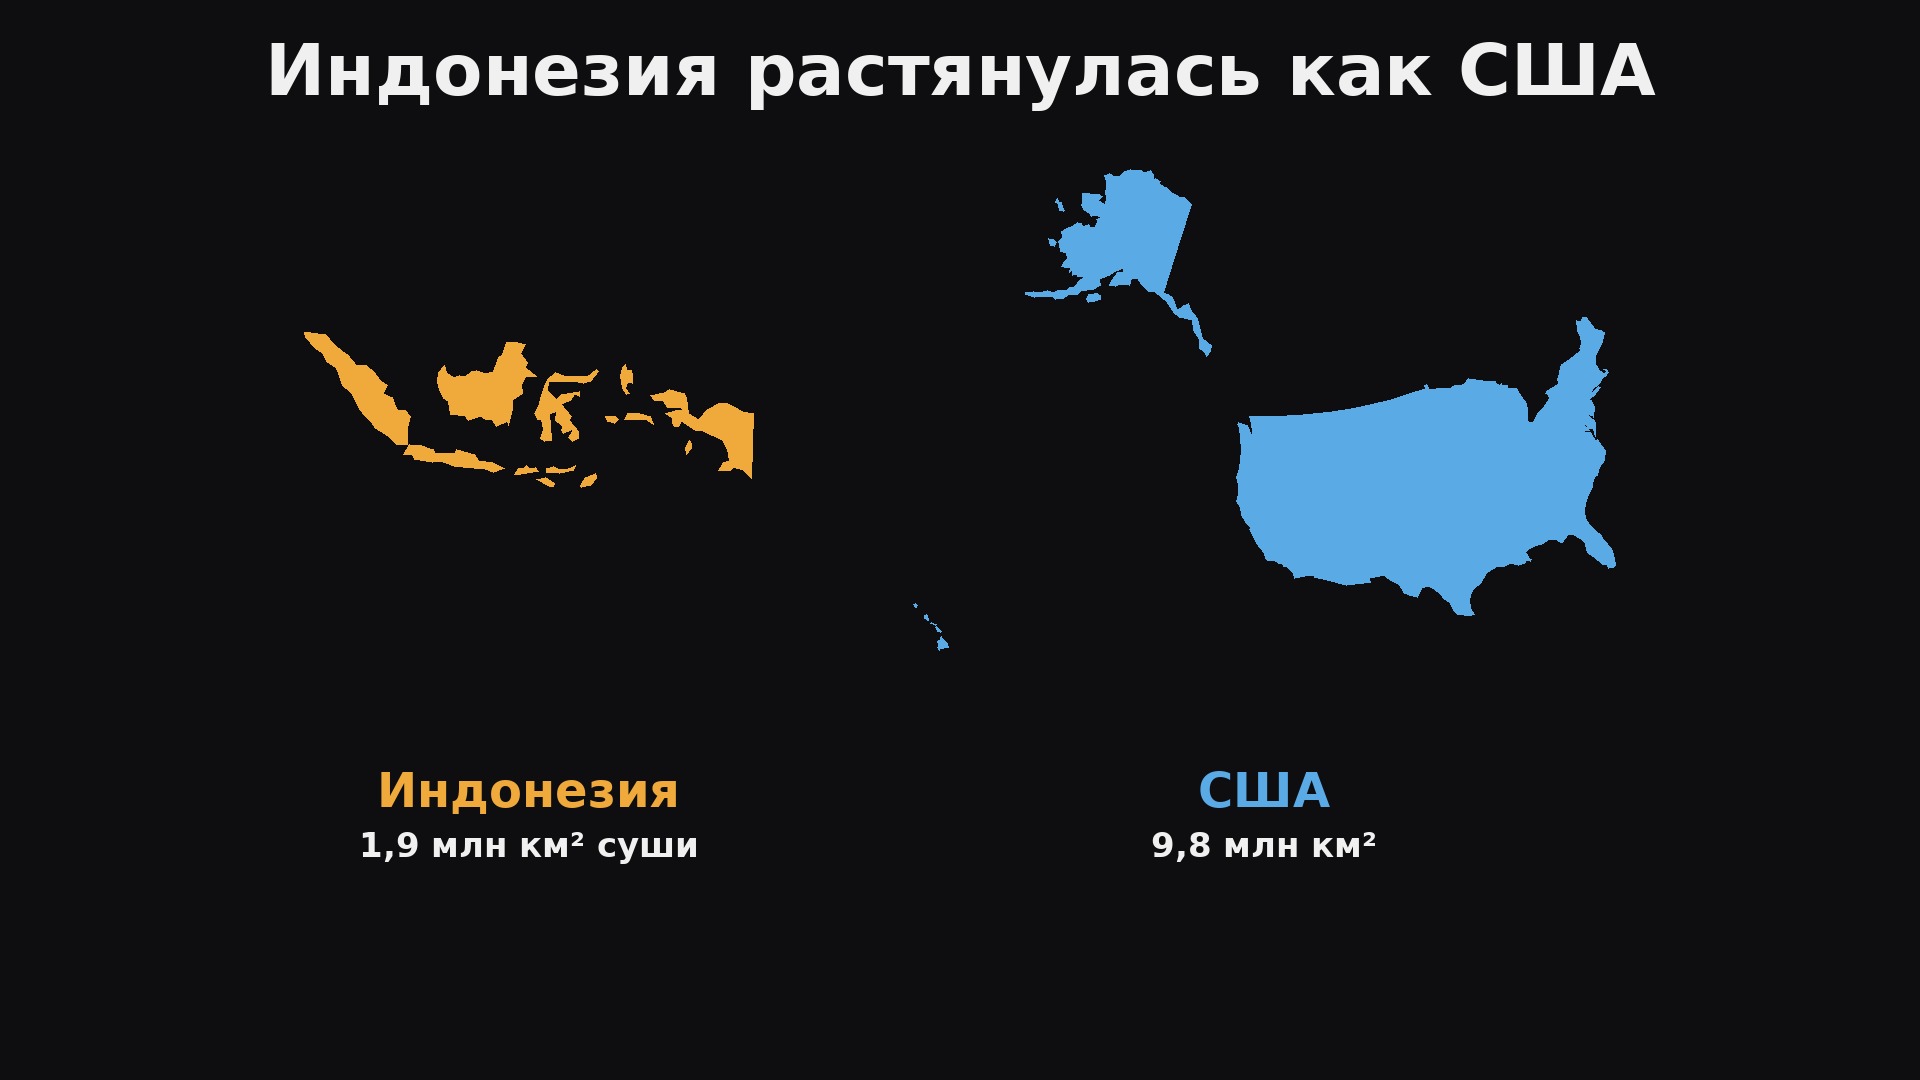 Индонезия растянулась как США
Индонезия
1,9 млн км² суши
США
9,8 млн км²